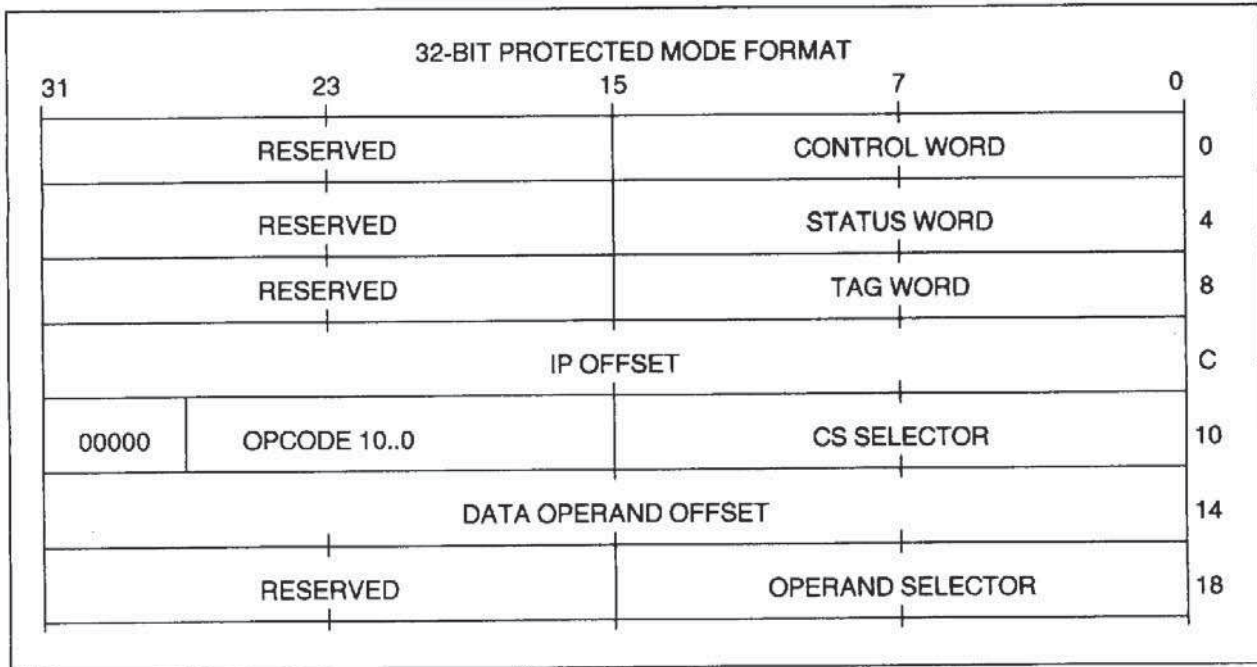 32-BIT PROTECTED MODE FORMAT
31 23 15 7 0
RESERVED CONTROL WORD 0
RESERVED STATUS WORD 4
RESERVED TAG WORD 8
IP OFFSET C
00000 OPCODE 10..0 CS SELECTOR 10
DATA OPERAND OFFSET 14
RESERVED OPERAND SELECTOR 18